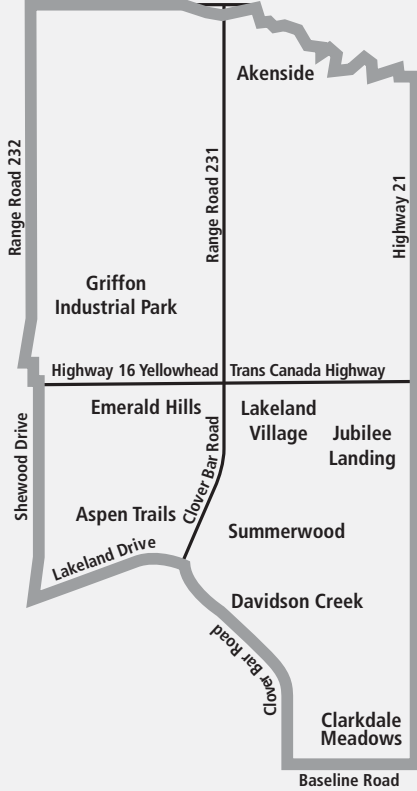 Akenside
Range Road 232
Range Road 231
Highway 21
Griffon
Industrial Park
Highway 16 Yellowhead
Trans Canada Highway
Emerald Hills
Lakeland
Village
Jubilee
Landing
Shewood Drive
Clover Bar Road
Aspen Trails
Summerwood
Lakeland Drive
Davidson Creek
Clover Bar Road
Clarkdale
Meadows
Baseline Road